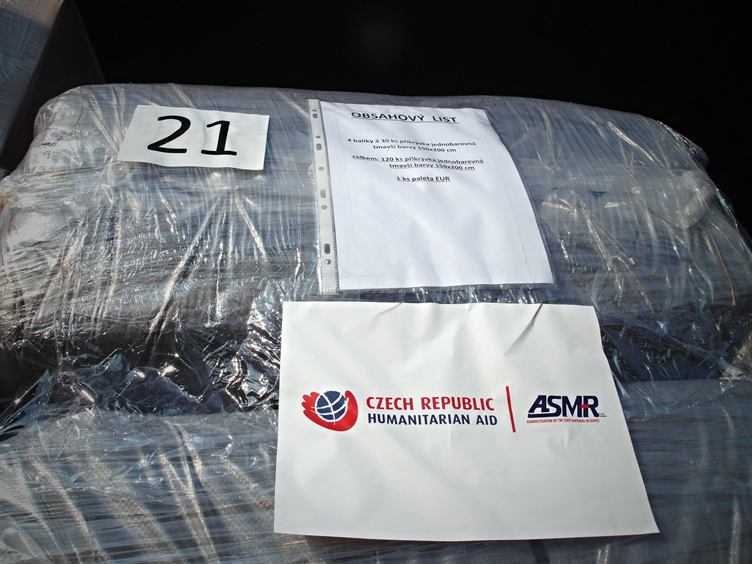 21
OBSAHOVÝ LIST
4 balíky á 30 ks přikrývka jednobarevná
tmavší barvy 150x200 cm
celkem: 120 ks přikrývka jednobarevná
tmavší barvy 150x200 cm
1 ks paleta EUR
CZECH REPUBLIC
HUMANITARIAN AID
ASMR
ADMINISTRATION OF THE STATE MATERIAL RESERVES